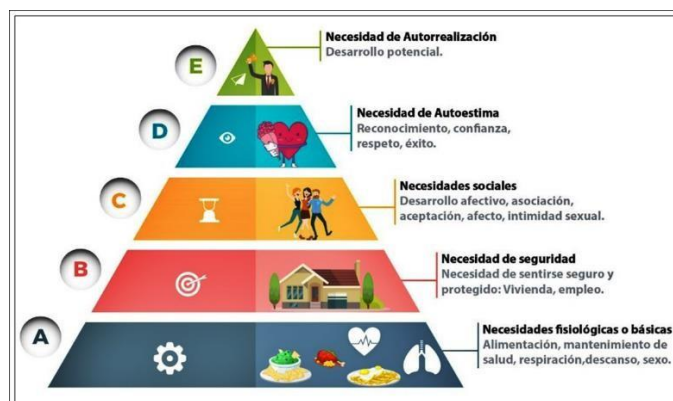 E
Necesidad de Autorrealización
Desarrollo potencial.
D
Necesidad de Autoestima
Reconocimiento, confianza,
respeto, éxito.
C
Necesidades sociales
Desarrollo afectivo, asociación,
aceptación, afecto, intimidad sexual.
B
Necesidad de seguridad
Necesidad de sentirse seguro y
protegido: Vivienda, empleo.
A
Necesidades fisiológicas o básicas
Alimentación, mantenimiento de
salud, respiración,descanso, sexo.